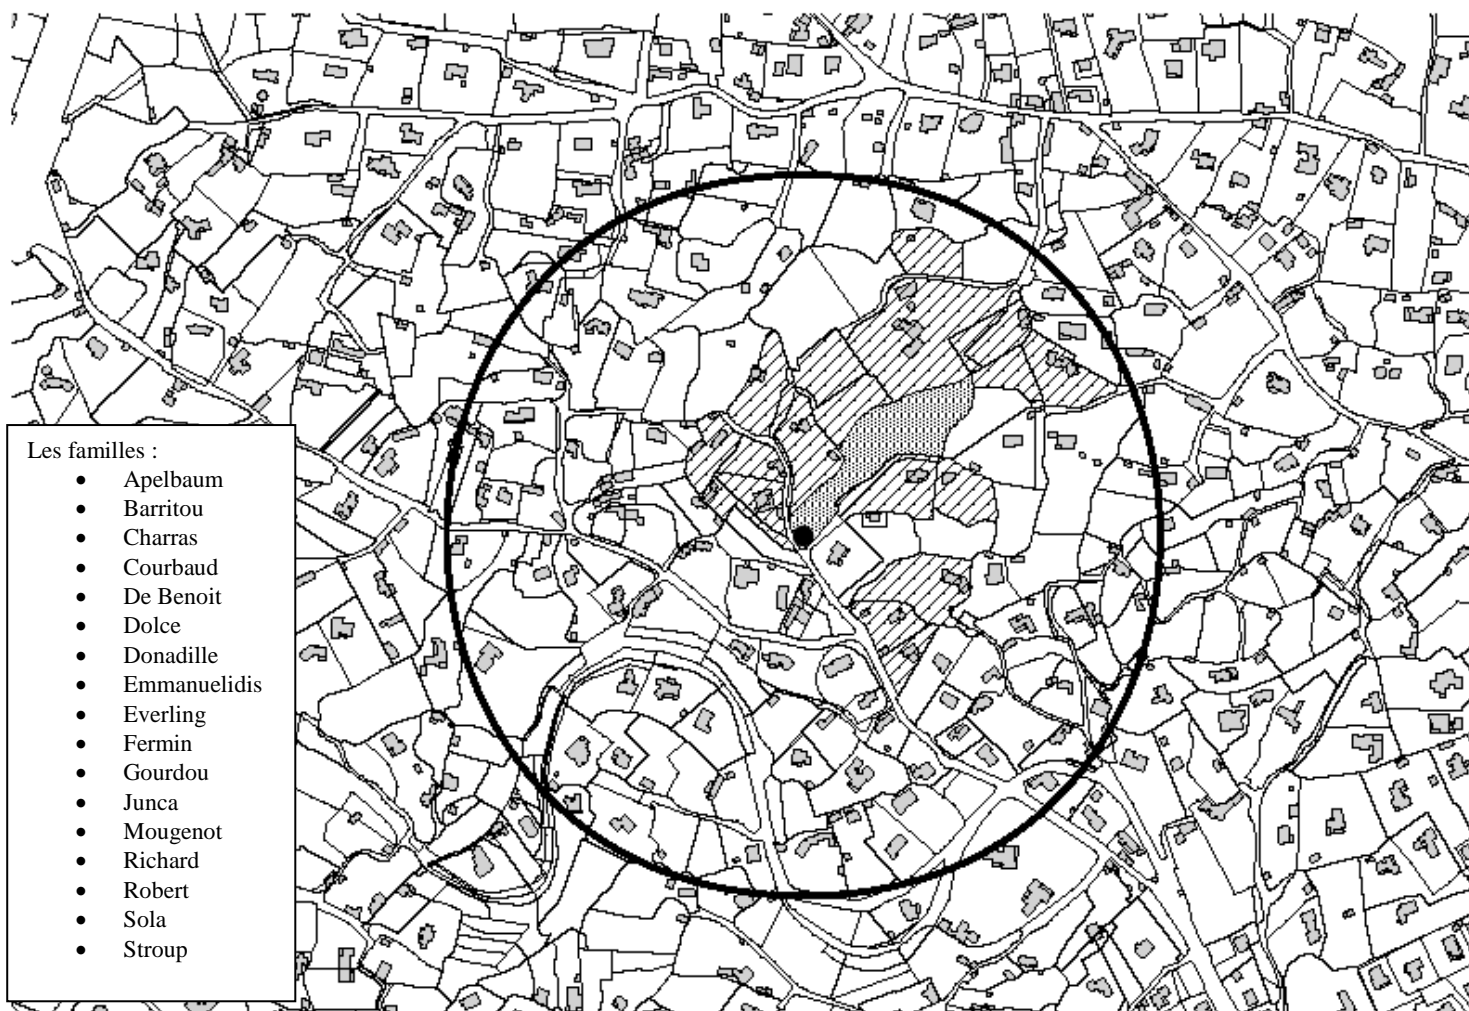 Les familles :
• Apelbaum
• Barritou
• Charras
• Courbaud
• De Benoit
• Dolce
• Donadille
• Emmanuelidis
• Everling
• Fermin
• Gourdou
• Junca
• Mougenot
• Richard
• Robert
• Sola
• Stroup